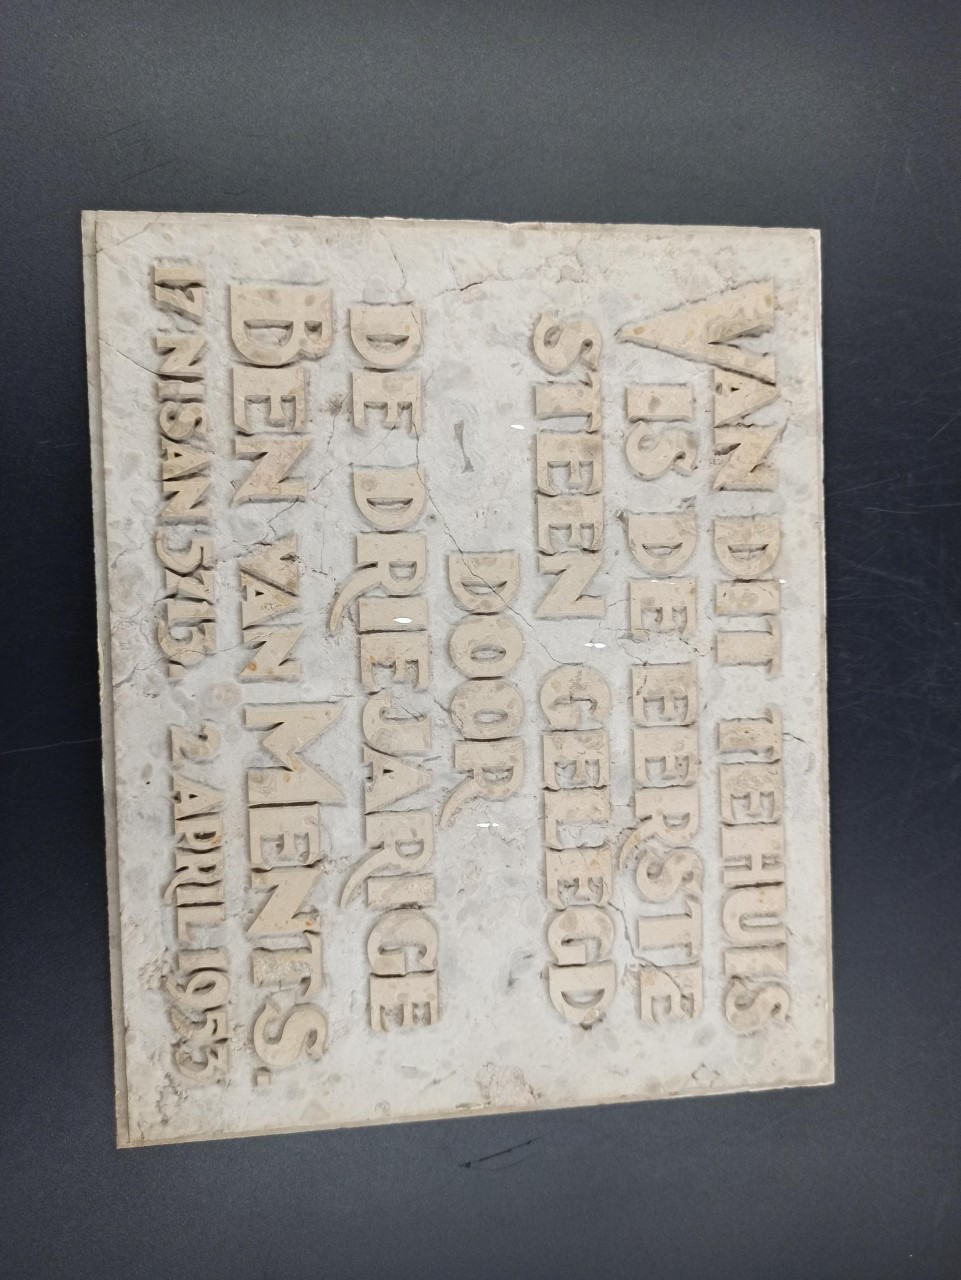 VAN DIT TEHUIS
IS DE EERSTE
STEEN GELEGD
DOOR
DE DRIEJARIGE
BEN VAN MENTS.
17 NISAN 5713. 2 APRIL 1953